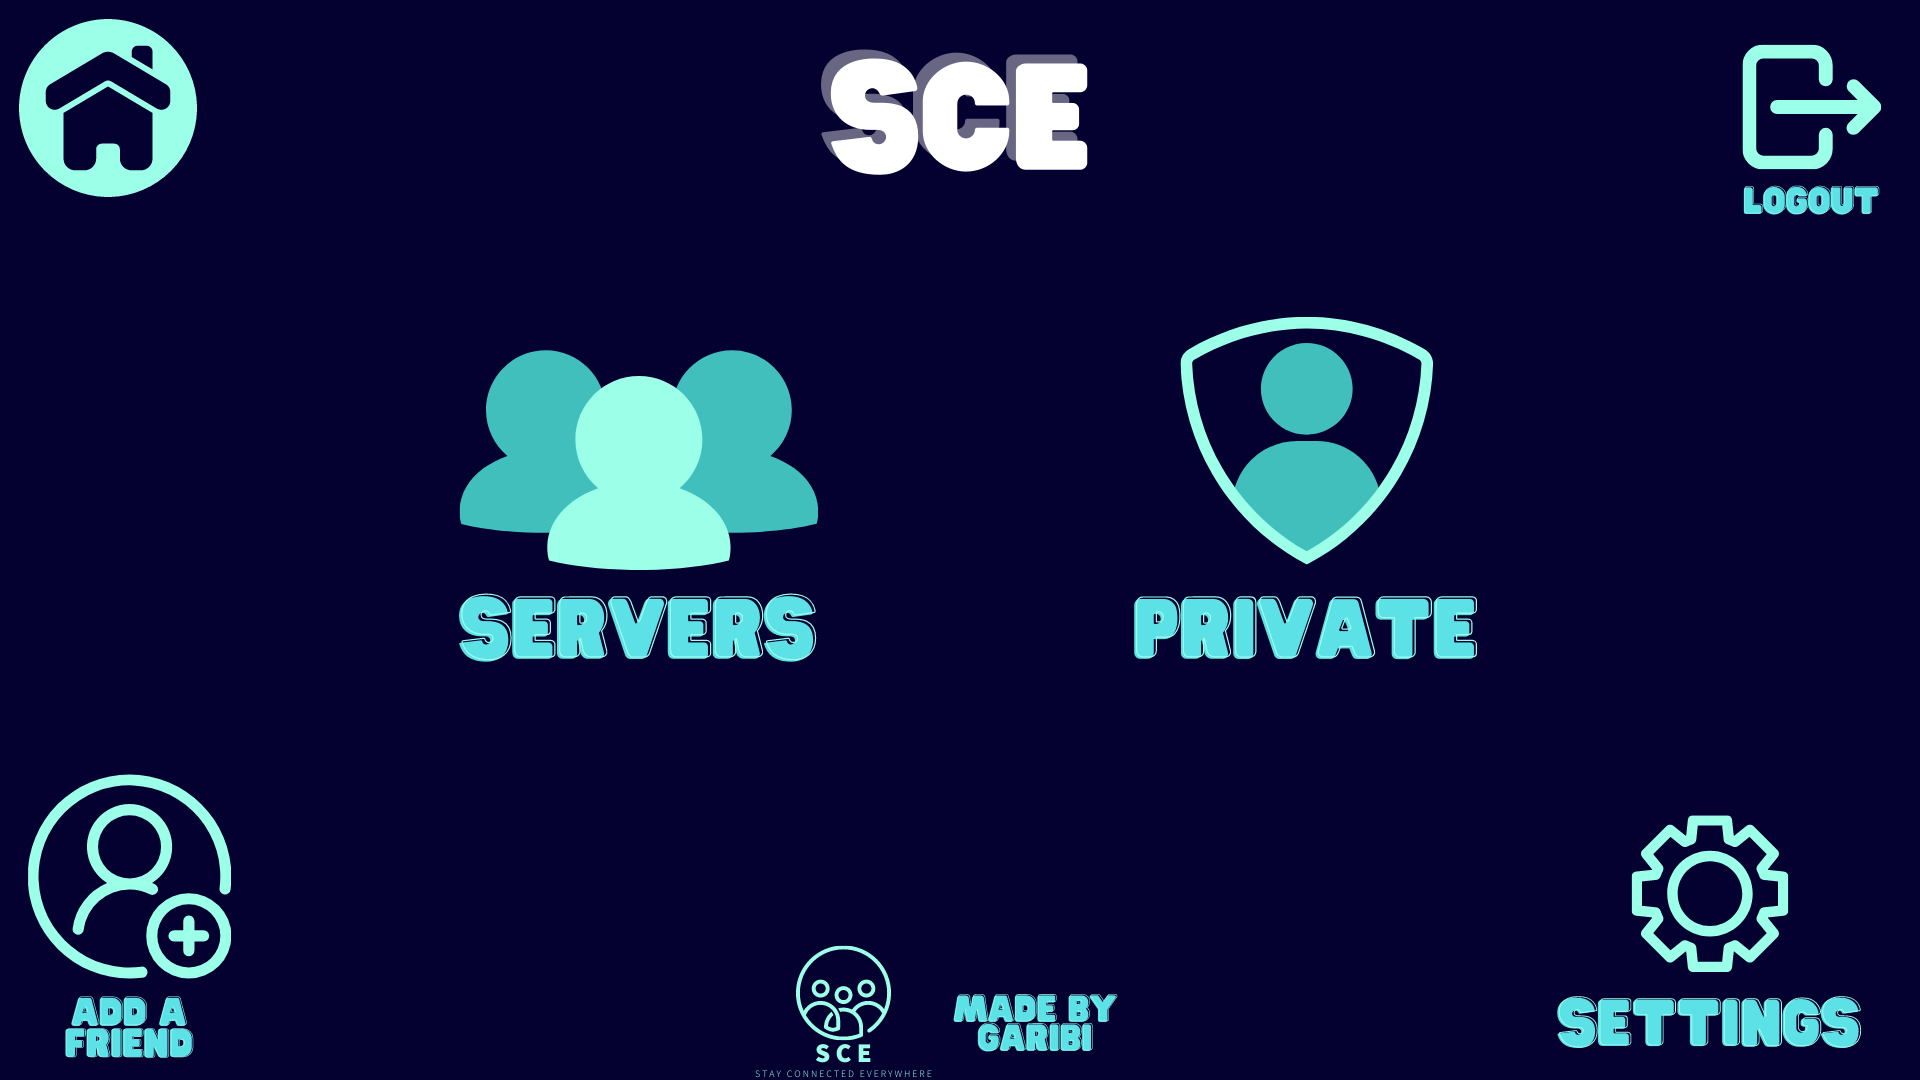 SCE
LOGOUT
SERVERS
PRIVATE
ADD A
FRIEND
SCE
STAY CONNECTED EVERYWHERE
MADE BY
GARIBI
SETTINGS